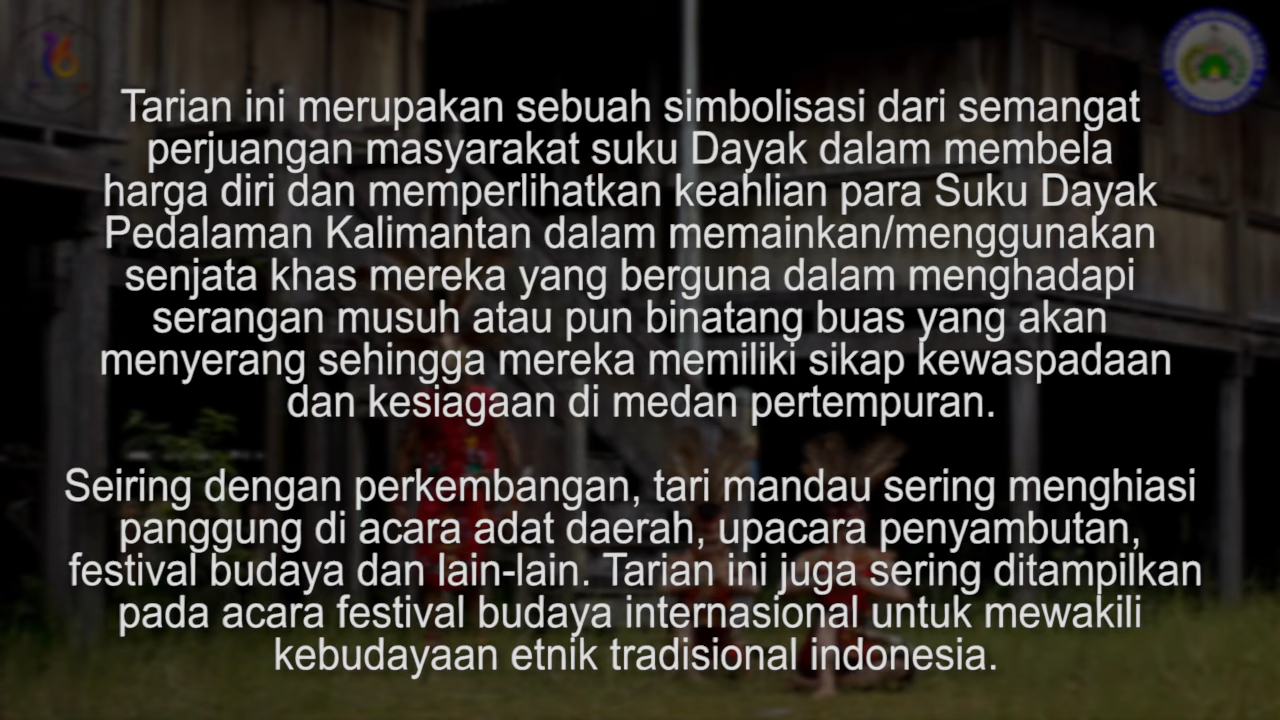 Tarian ini merupakan sebuah simbolisasi dari semangat
perjuangan masyarakat suku Dayak dalam membela
harga diri dan memperlihatkan keahlian para Suku Dayak
Pedalaman Kalimantan dalam memainkan/menggunakan
senjata khas mereka yang berguna dalam menghadapi
serangan musuh atau pun binatang buas yang akan
menyerang sehingga mereka memiliki sikap kewaspadaan
dan kesiagaan di medan pertempuran.
Seiring dengan perkembangan, tari mandau sering menghiasi
panggung di acara adat daerah, upacara penyambutan,
festival budaya dan lain-lain. Tarian ini juga sering ditampilkan
pada acara festival budaya internasional untuk mewakili
kebudayaan etnik tradisional indonesia.